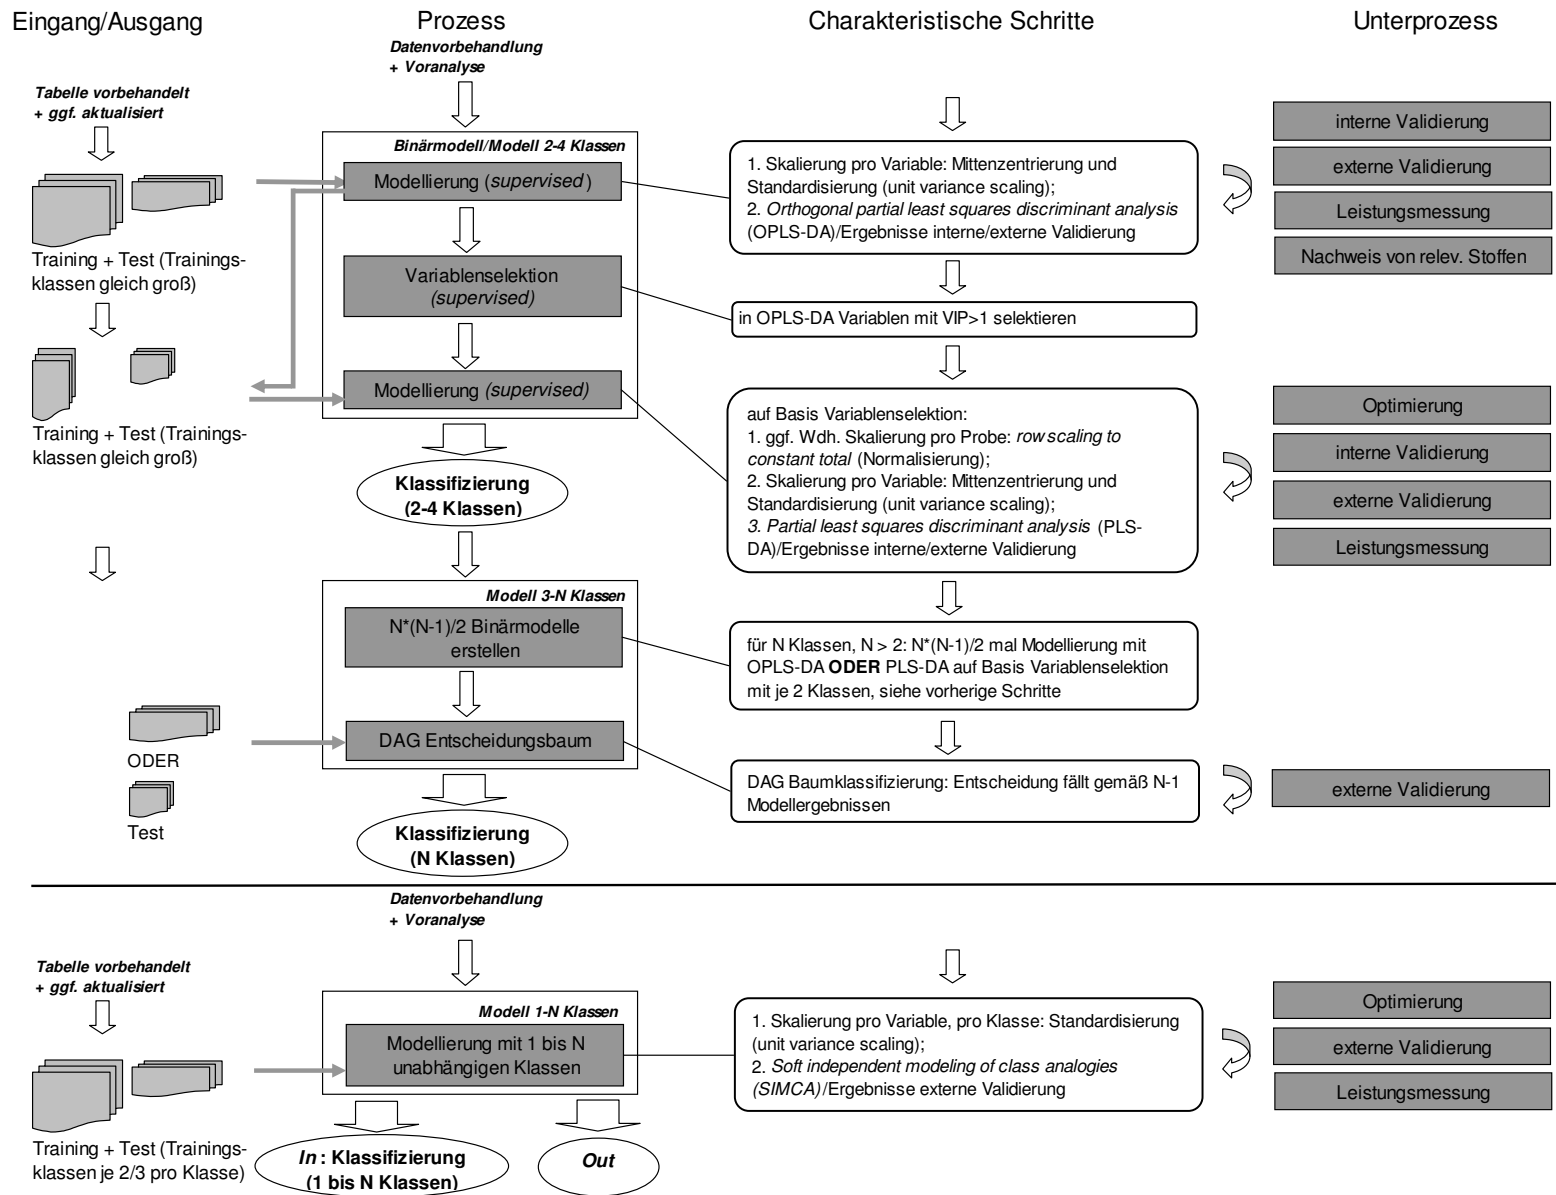 Eingang/Ausgang
Prozess
Charakteristische Schritte
Unterprozess
Datenvorbehandlung
+ Voranalyse
Tabelle vorbehandelt
+ ggf. aktualisiert
Training + Test (Trainings-
klassen gleich groß)
Training + Test (Trainings-
klassen gleich groß)
Binärmodell/Modell 2-4 Klassen
Modellierung (supervised)
Variablenselektion
(supervised)
Modellierung (supervised)
Klassifizierung
(2-4 Klassen)
1. Skalierung pro Variable: Mittenzentrierung und
Standardisierung (unit variance scaling);
2. Orthogonal partial least squares discriminant analysis
(OPLS-DA)/Ergebnisse interne/externe Validierung
in OPLS-DA Variablen mit VIP>1 selektieren
auf Basis Variablenselektion:
1. ggf. Wdh. Skalierung pro Probe: row scaling to
constant total (Normalisierung);
2. Skalierung pro Variable: Mittenzentrierung und
Standardisierung (unit variance scaling);
3. Partial least squares discriminant analysis (PLS-
DA)/Ergebnisse interne/externe Validierung
interne Validierung
externe Validierung
Leistungsmessung
Nachweis von relev. Stoffen
Optimierung
interne Validierung
externe Validierung
Leistungsmessung
ODER
Test
Modell 3-N Klassen
N*(N-1)/2 Binärmodelle
erstellen
DAG Entscheidungsbaum
Klassifizierung
(N Klassen)
für N Klassen, N > 2: N*(N-1)/2 mal Modellierung mit
OPLS-DA ODER PLS-DA auf Basis Variablenselektion
mit je 2 Klassen, siehe vorherige Schritte
DAG Baumklassifizierung: Entscheidung fällt gemäß N-1
Modellergebnissen
externe Validierung
Datenvorbehandlung
+ Voranalyse
Tabelle vorbehandelt
+ ggf. aktualisiert
Training + Test (Trainings-
klassen je 2/3 pro Klasse)
Modell 1-N Klassen
Modellierung mit 1 bis N
unabhängigen Klassen
In : Klassifizierung
(1 bis N Klassen)
Out
1. Skalierung pro Variable, pro Klasse: Standardisierung
(unit variance scaling);
2. Soft independent modeling of class analogies
(SIMCA)/Ergebnisse externe Validierung
Optimierung
externe Validierung
Leistungsmessung